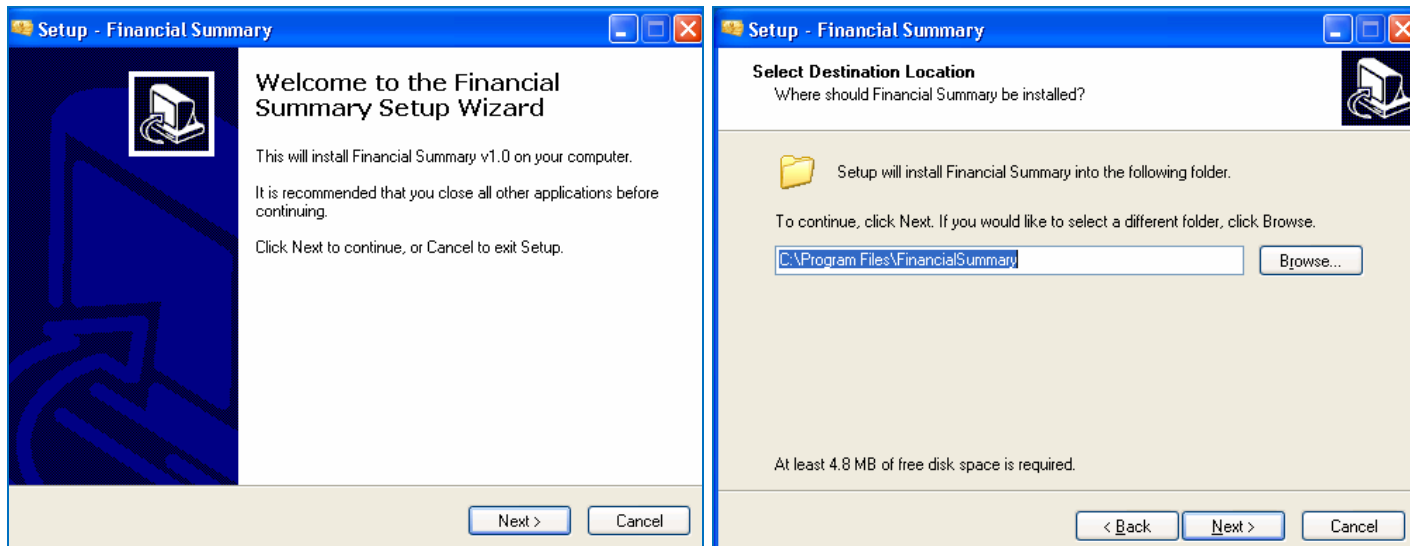 Setup - Financial Summary
Welcome to the Financial
Summary Setup Wizard
This will install Financial Summary v1.0 on your computer.
It is recommended that you close all other applications before
continuing.
Click Next to continue, or Cancel to exit Setup.
Next >
Cancel
Setup - Financial Summary
Select Destination Location
Where should Financial Summary be installed?
Setup will install Financial Summary into the following folder.
To continue, click Next. If you would like to select a different folder, click Browse.
C:\Program Files\FinancialSummary
Browse...
At least 4.8 MB of free disk space is required.
< Back
Next >
Cancel